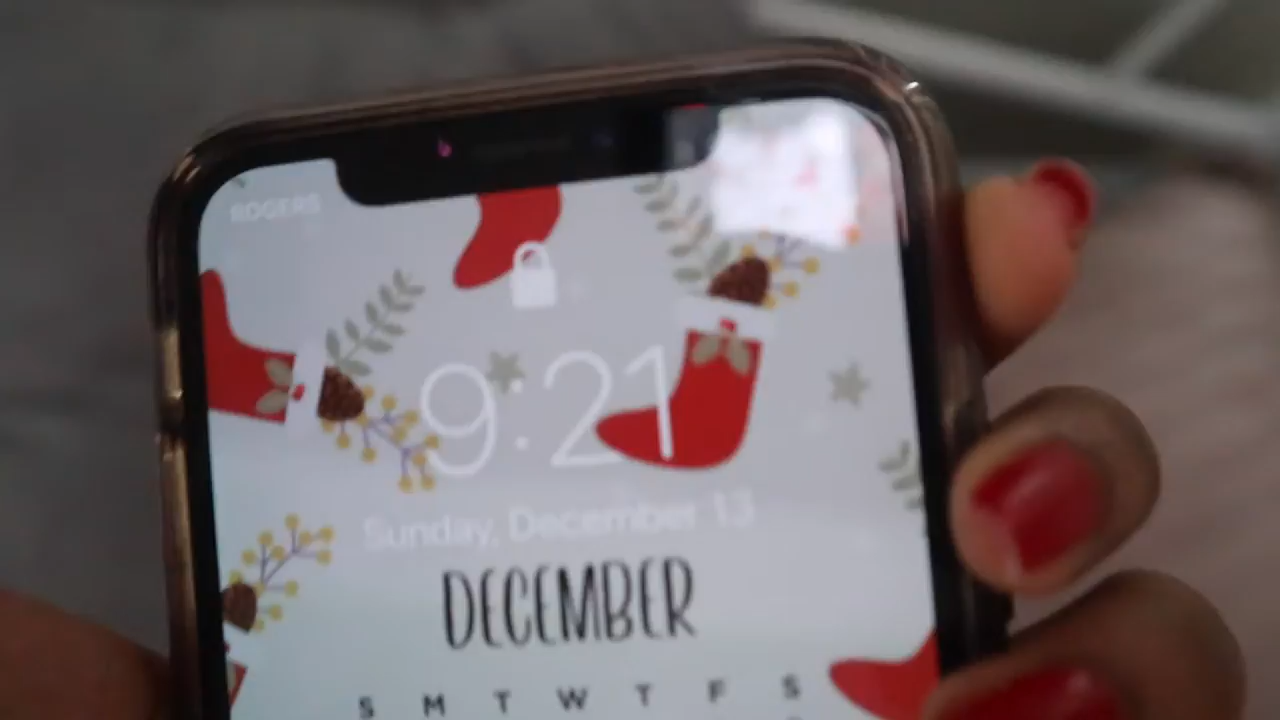 ROGERS
9:21
Sunday, December 13
DECEMBER
S M T W T F S